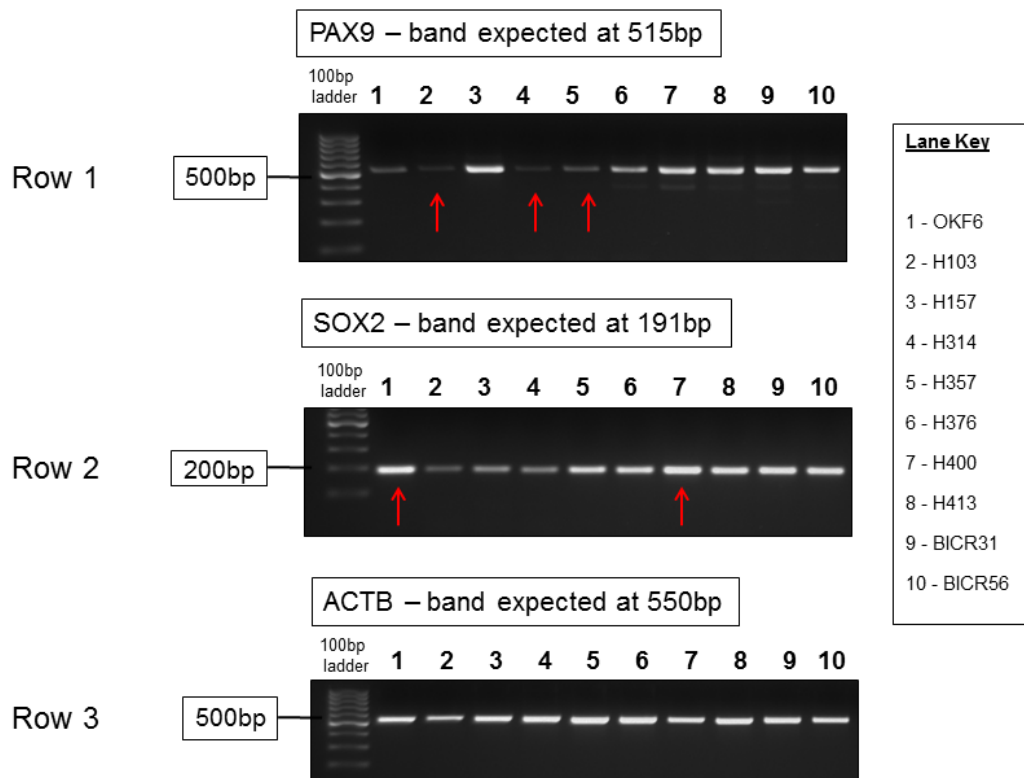 PAX9 – band expected at 515bp
100bp
ladder
1 2 3 4 5 6 7 8 9 10
Row 1
500bp
SOX2 – band expected at 191bp
100bp
ladder
1 2 3 4 5 6 7 8 9 10
Row 2
200bp
ACTB – band expected at 550bp
100bp
ladder
1 2 3 4 5 6 7 8 9 10
Row 3
500bp
Lane Key
1 - OKF6
2 - H103
3 - H157
4 - H314
5 - H357
6 - H376
7 - H400
8 - H413
9 - BICR31
10 - BICR56